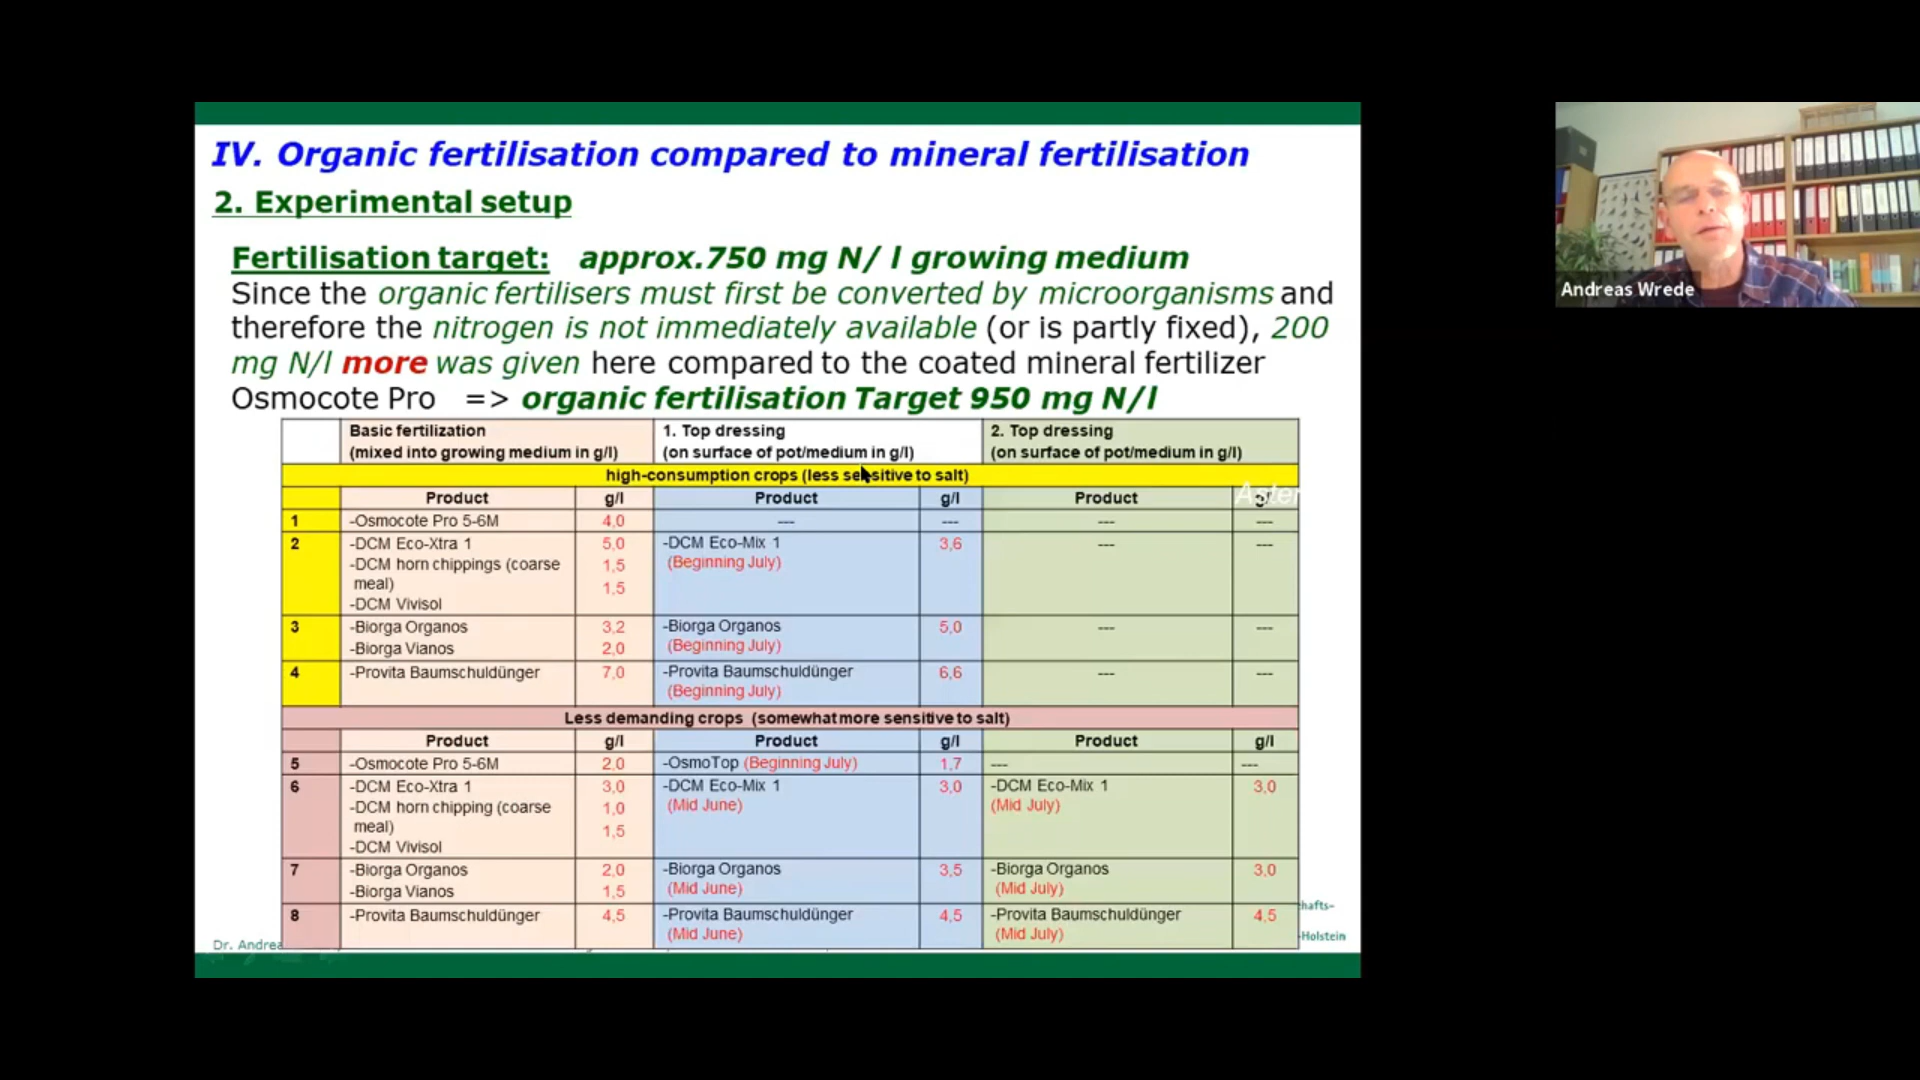 IV. Organic fertilisation compared to mineral fertilisation
2. Experimental setup
Fertilisation target: approx.750 mg N/ l growing medium
Since the organic fertilisers must first be converted by microorganisms and
therefore the nitrogen is not immediately available (or is partly fixed), 200
mg N/l more was given here compared to the coated mineral fertilizer
Osmocote Pro => organic fertilisation Target 950 mg N/l
Basic fertilization 1. Top dressing 2. Top dressing
(mixed into growing medium in g/l) (on surface of pot/medium in g/l) (on surface of pot/medium in g/l)
high-consumption crops (less sensitive to salt)
Product g/l Product g/l Product g/l
Aster
1 -Osmocote Pro 5-6M 4,0 --- --- --- ---
2 -DCM Eco-Xtra 1 5,0 -DCM Eco-Mix 1 3,6 --- ---
-DCM horn chippings (coarse 1,5 (Beginning July)
meal) 1,5
-DCM Vivisol
3 -Biorga Organos 3,2 -Biorga Organos 5,0 --- ---
-Biorga Vianos 2,0 (Beginning July)
4 -Provita Baumschuldünger 7,0 -Provita Baumschuldünger 6,6 --- ---
(Beginning July)
Less demanding crops (somewhat more sensitive to salt)
Product g/l Product g/l Product g/l
5 -Osmocote Pro 5-6M 2,0 -OsmoTop (Beginning July) 1,7 --- ---
6 -DCM Eco-Xtra 1 3,0 -DCM Eco-Mix 1 3,0 -DCM Eco-Mix 1 3,0
-DCM horn chipping (coarse 1,0 (Mid June) (Mid July)
meal) 1,5
-DCM Vivisol
7 -Biorga Organos 2,0 -Biorga Organos 3,5 -Biorga Organos 3,0
-Biorga Vianos 1,5 (Mid June) (Mid July)
8 -Provita Baumschuldünger 4,5 -Provita Baumschuldünger 4,5 -Provita Baumschuldünger 4,5
(Mid June) (Mid July)
hafts-
-Holstein
Dr. Andrea
Andreas Wrede